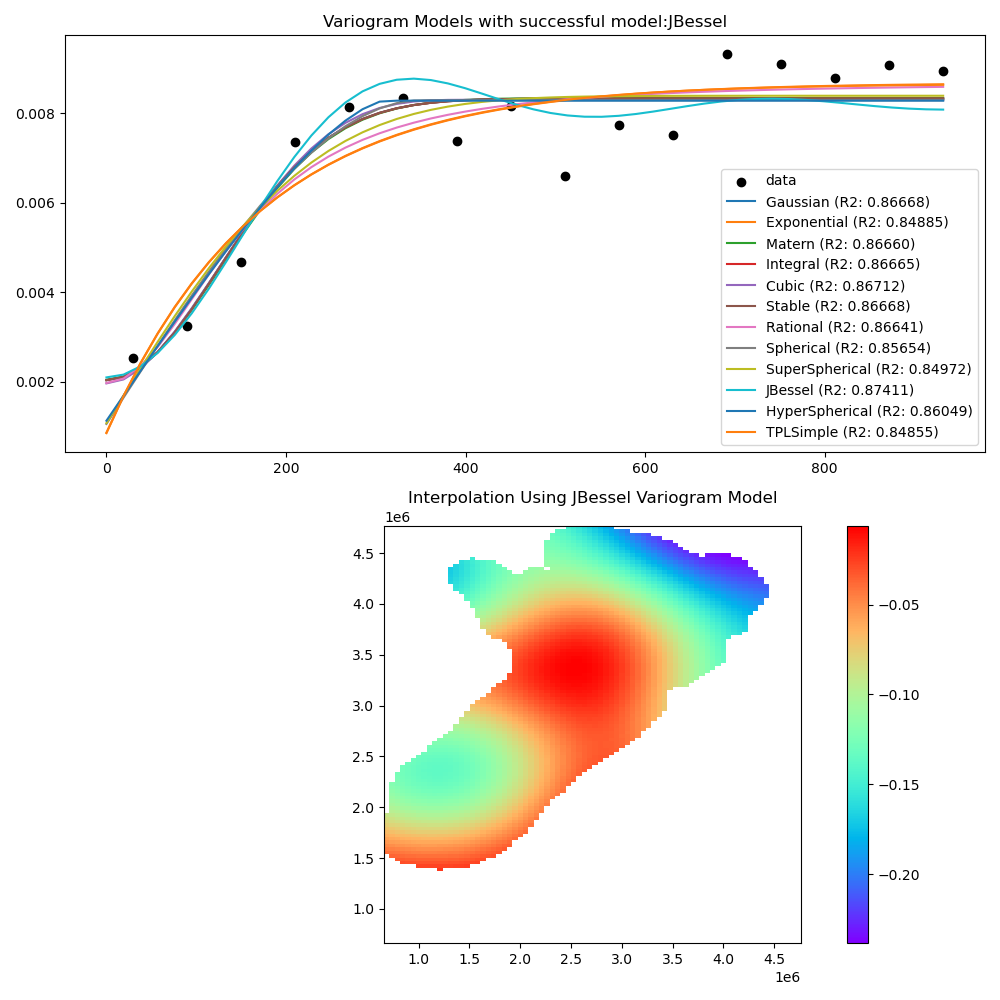 Variogram Models with successful model:JBessel
0.008
0.006
0.004
0.002
0
200
400
600
800
data
Gaussian (R2: 0.86668)
Exponential (R2: 0.84885)
Matern (R2: 0.86660)
Integral (R2: 0.86665)
Cubic (R2: 0.86712)
Stable (R2: 0.86668)
Rational (R2: 0.86641)
Spherical (R2: 0.85654)
SuperSpherical (R2: 0.84972)
JBessel (R2: 0.87411)
HyperSpherical (R2: 0.86049)
TPLSimple (R2: 0.84855)
Interpolation Using JBessel Variogram Model
1e6
4.5
4.0
3.5
3.0
2.5
2.0
1.5
1.0
1.0
1.5
2.0
2.5
3.0
3.5
4.0
4.5
1e6
−0.05
−0.10
−0.15
−0.20